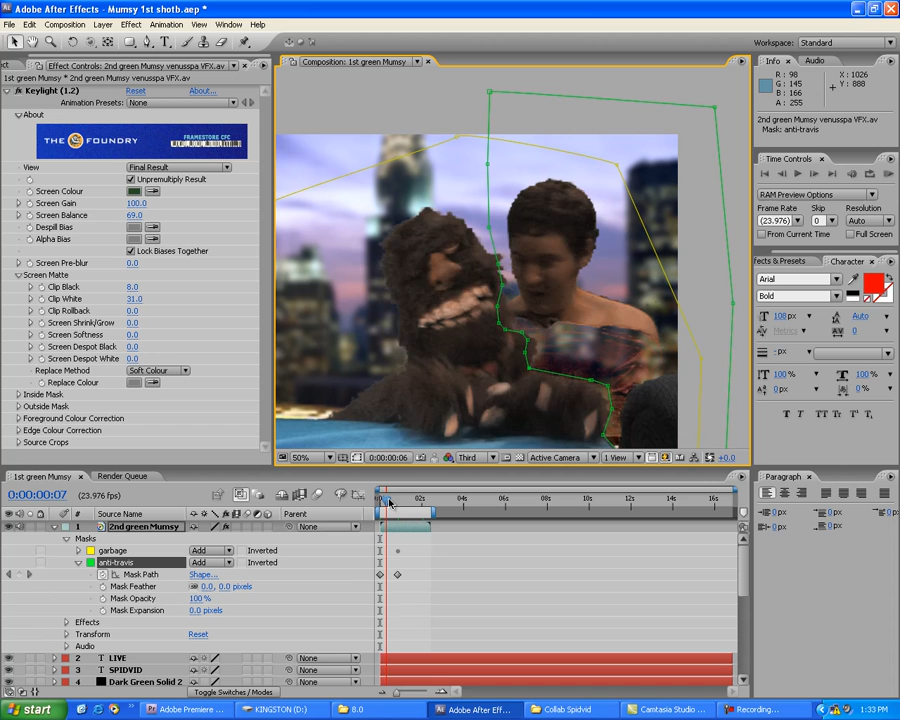 Adobe After Effects - Mumsy 1st shotb.aep *
File Edit Composition Layer Effect Animation View Window Help
Workspace: Standard
Effect Controls: 2nd green Mumsy venusspa VFX.av
1st green Mumsy * 2nd green Mumsy venusspa VFX.av
Keylight (1.2) Reset About...
Animation Presets: None
About
THE FOUNDRY FRAMESTORE CFC
View Final Result
Unpremultiply Result
Screen Colour
Screen Gain 100.0
Screen Balance 69.0
Despill Bias
Alpha Bias
Lock Biases Together
Screen Pre-blur 0.0
Screen Matte
Clip Black 8.0
Clip White 31.0
Clip Rollback 0.0
Screen Shrink/Grow 0.0
Screen Softness 0.0
Screen Despot Black 0.0
Screen Despot White 0.0
Replace Method Soft Colour
Replace Colour
Inside Mask
Outside Mask
Foreground Colour Correction
Edge Colour Correction
Source Crops
Composition: 1st green Mumsy
50% 0:00:00:06 Third Active Camera 1 View +0.0
Info Audio
R : 98 X : 1026
G : 145 Y : 888
B : 166
A : 255
2nd green Mumsy venusspa VFX.av
Mask: anti-travis
Time Controls
RAM Preview Options
Frame Rate Skip Resolution
(23.976) 0 Auto
From Current Time Full Screen
ffects & Presets Character
Arial
Bold
108 px Auto
Metrics 0
- px
100 % 100 %
0 px 0 %
T T TT Tr T¹ T₁
1st green Mumsy Render Queue
0:00:00:07 (23.976 fps)
02s 04s 06s 08s 10s 12s 14s 16s
# Source Name Parent
1 2nd green Mumsy None
Masks
garbage Add Inverted
anti-travis Add Inverted
Mask Path Shape...
Mask Feather 0.0, 0.0 pixels
Mask Opacity 100 %
Mask Expansion 0.0 pixels
Effects
Transform Reset
Audio
2 T LIVE None
3 T SPIDVID None
4 Dark Green Solid 2 None
Toggle Switches / Modes
Paragraph
0 px 0 px 0 px
0 px 0 px
start Adobe Premiere ... KINGSTON (D:) 8.0 Adobe After Eff... Collab Spidvid Camtasia Studio ... Recording... 1:33 PM